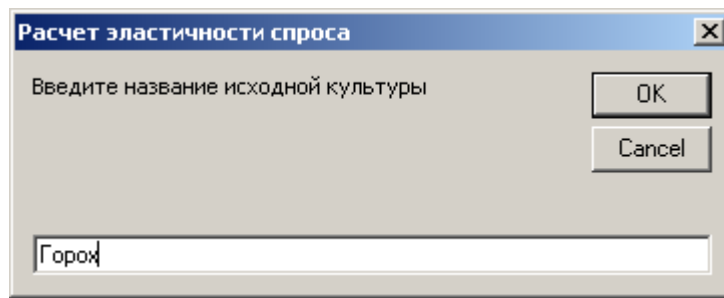 Расчет эластичности спроса
Введите название исходной культуры
OK
Cancel
Горох